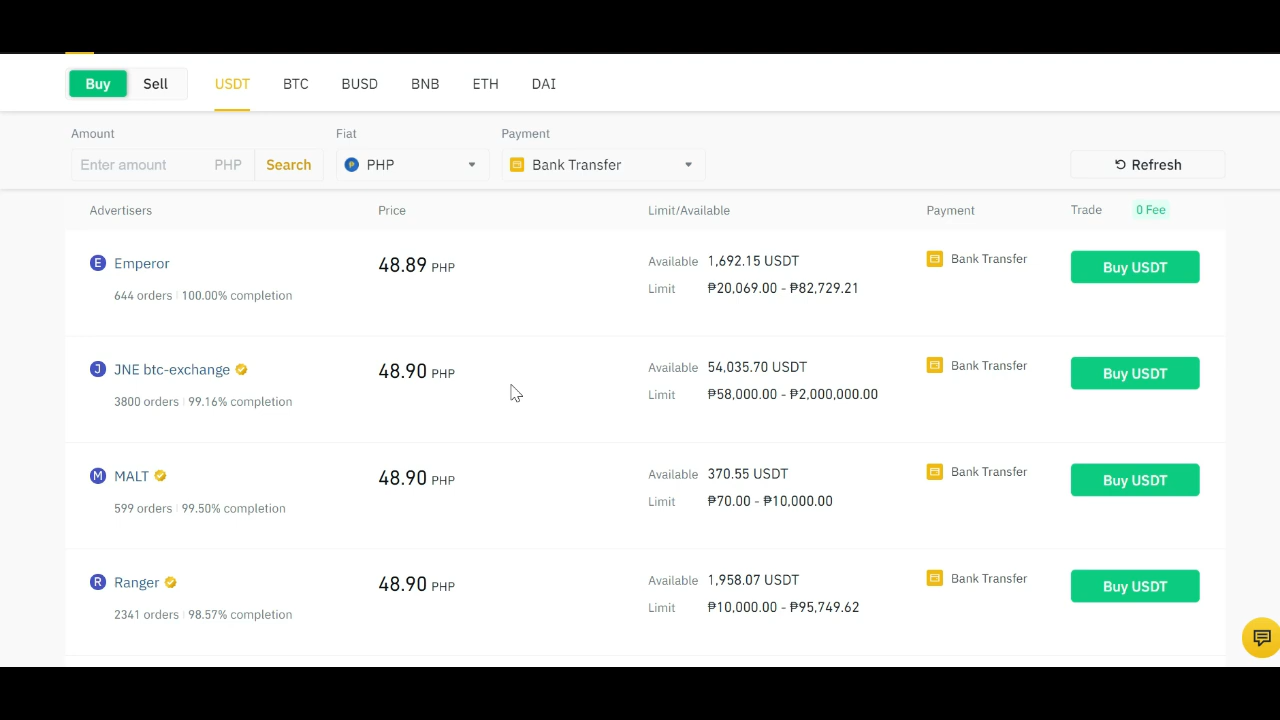 Buy Sell USDT BTC BUSD BNB ETH DAI
Amount Fiat Payment
Enter amount PHP Search PHP Bank Transfer Refresh
Advertisers Price Limit/Available Payment Trade 0 Fee
E Emperor 48.89 PHP Available 1,692.15 USDT Bank Transfer Buy USDT
644 orders 100.00% completion Limit ₱20,069.00 - ₱82,729.21
J JNE btc-exchange 48.90 PHP Available 54,035.70 USDT Bank Transfer Buy USDT
3800 orders 99.16% completion Limit ₱58,000.00 - ₱2,000,000.00
M MALT 48.90 PHP Available 370.55 USDT Bank Transfer Buy USDT
599 orders 99.50% completion Limit ₱70.00 - ₱10,000.00
R Ranger 48.90 PHP Available 1,958.07 USDT Bank Transfer Buy USDT
2341 orders 98.57% completion Limit ₱10,000.00 - ₱95,749.62